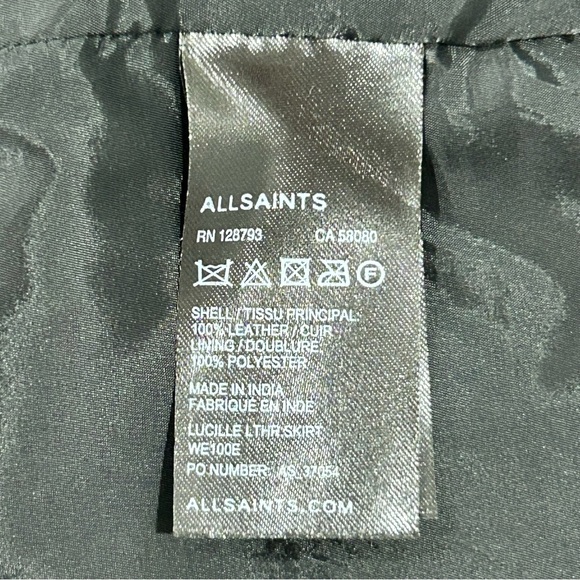 ALLSAINTS
RN 128793 CA 58080
F
SHELL / TISSU PRINCIPAL:
100% LEATHER / CUIR
LINING / DOUBLURE:
100% POLYESTER
MADE IN INDIA
FABRIQUE EN INDE
LUCILLE LTHR SKIRT
WE100E
PO NUMBER: AS_37054
ALLSAINTS.COM